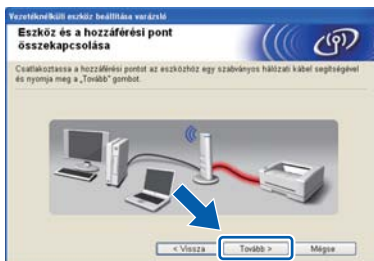 Vezetéknélküli eszköz beállítása varázsló
Eszköz és a hozzáférési pont
összekapcsolása
Csatlakoztassa a hozzáférési pontot az eszközhöz egy szabványos hálózati kábel segítségével
és nyomja meg a „Tovább” gombot.
< Vissza
Tovább >
Mégse